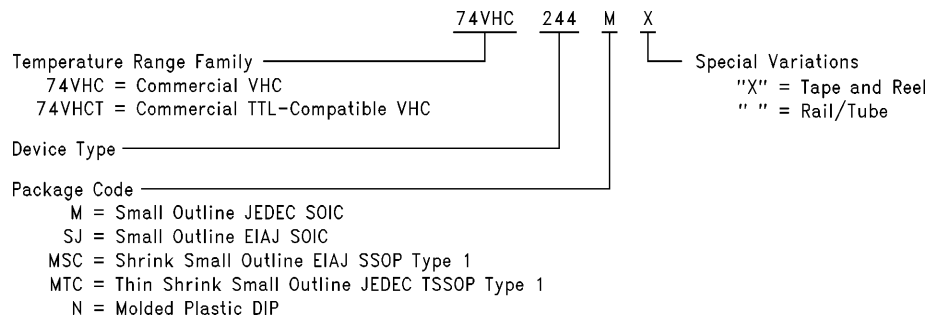 74VHC 244 M X
Temperature Range Family
74VHC = Commercial VHC
74VHCT = Commercial TTL-Compatible VHC
Special Variations
"X" = Tape and Reel
" " = Rail/Tube
Device Type
Package Code
M = Small Outline JEDEC SOIC
SJ = Small Outline EIAJ SOIC
MSC = Shrink Small Outline EIAJ SSOP Type 1
MTC = Thin Shrink Small Outline JEDEC TSSOP Type 1
N = Molded Plastic DIP